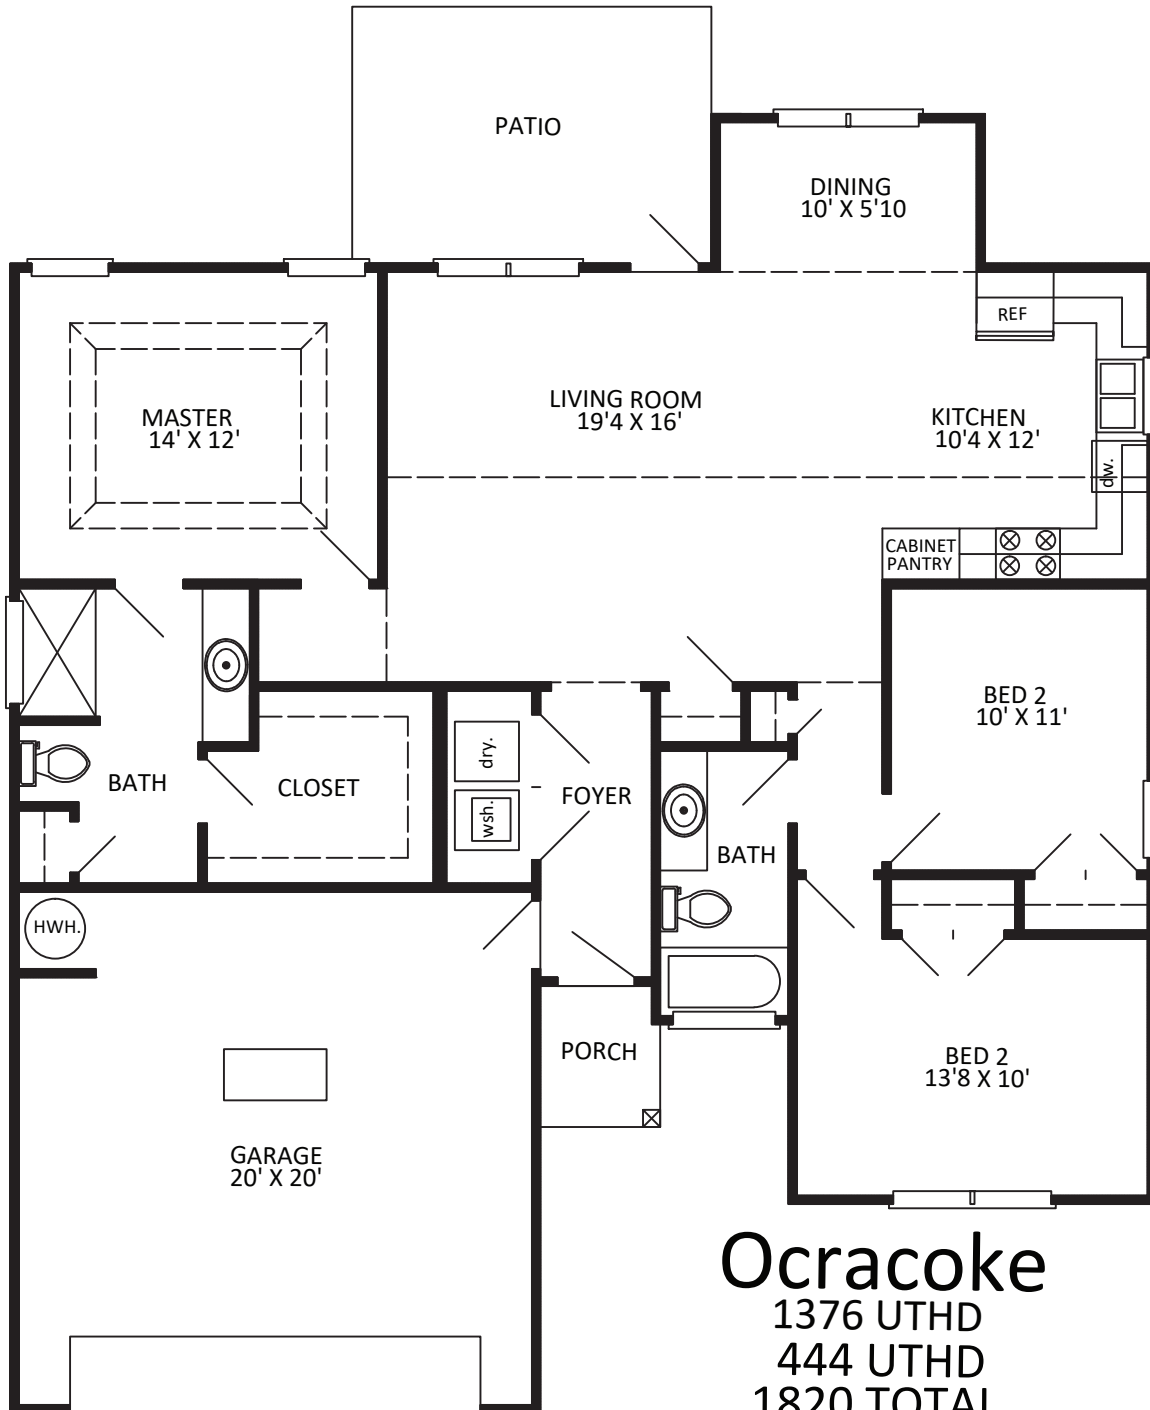 PATIO
DINING
10' X 5'10
REF
MASTER
14' X 12'
LIVING ROOM
19'4 X 16'
KITCHEN
10'4 X 12'
dw.
CABINET
PANTRY
BED 2
10' X 11'
dry.
wsh.
BATH
CLOSET
FOYER
BATH
HWH.
PORCH
BED 2
13'8 X 10'
GARAGE
20' X 20'
Ocracoke
1376 UTHD
444 UTHD
1820 TOTAL